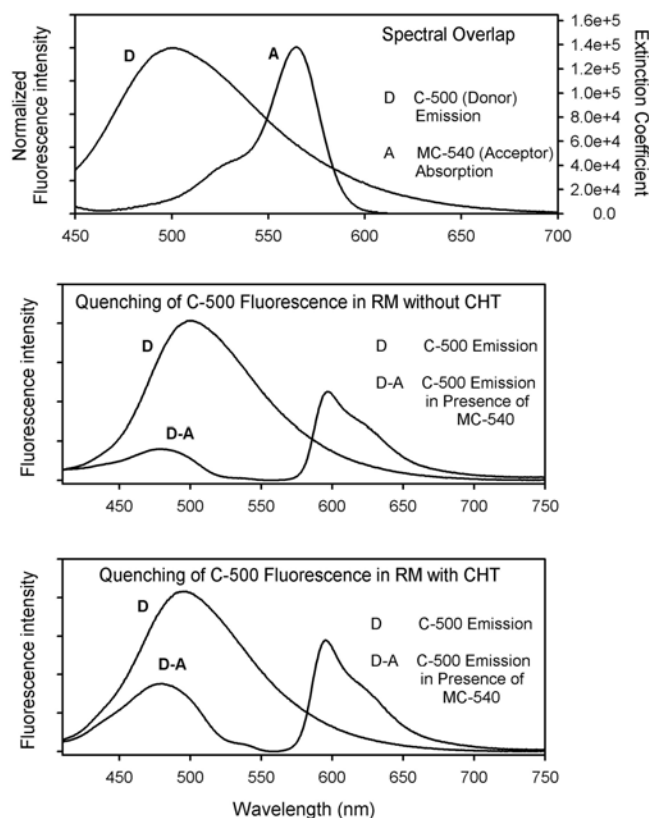 Spectral Overlap
D
A
D C-500 (Donor)
Emission
A MC-540 (Acceptor)
Absorption
Normalized
Fluorescence intensity
Extinction Coefficient
1.6e+5
1.4e+5
1.2e+5
1.0e+5
8.0e+4
6.0e+4
4.0e+4
2.0e+4
0.0
450 500 550 600 650 700
Quenching of C-500 Fluorescence in RM without CHT
D
D-A
D C-500 Emission
D-A C-500 Emission
in Presence of
MC-540
Fluorescence intensity
450 500 550 600 650 700 750
Quenching of C-500 Fluorescence in RM with CHT
D
D-A
D C-500 Emission
D-A C-500 Emission
in Presence of
MC-540
Fluorescence intensity
450 500 550 600 650 700 750
Wavelength (nm)